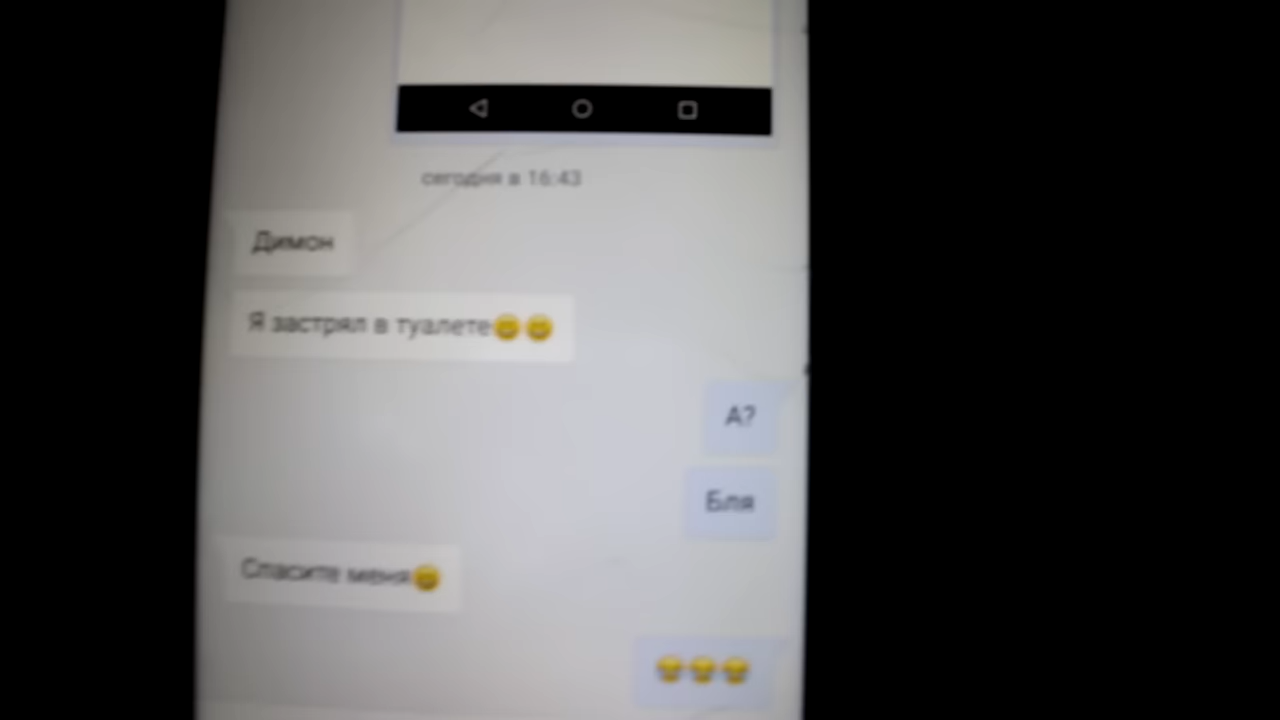 сегодня в 16:43
Димон
Я застрял в туалете😄😄
А?
Бля
Спасите меня😄
😂😂😂